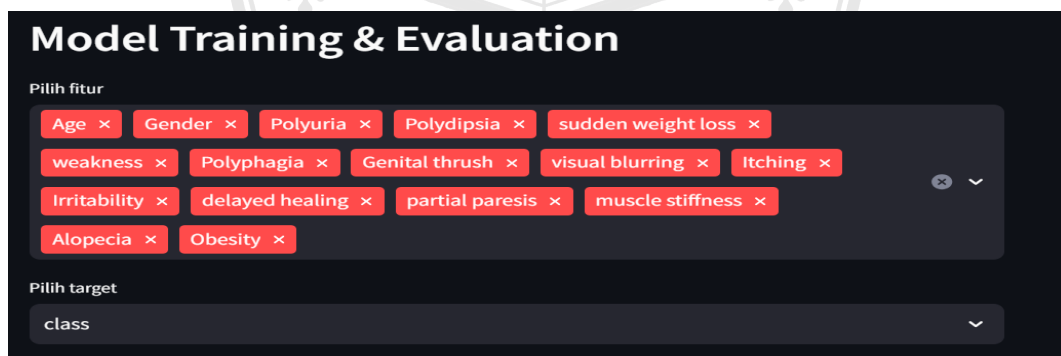 Model Training & Evaluation
Pilih fitur
Age × Gender × Polyuria × Polydipsia × sudden weight loss ×
weakness × Polyphagia × Genital thrush × visual blurring × Itching ×
Irritability × delayed healing × partial paresis × muscle stiffness ×
Alopecia × Obesity ×
Pilih target
class